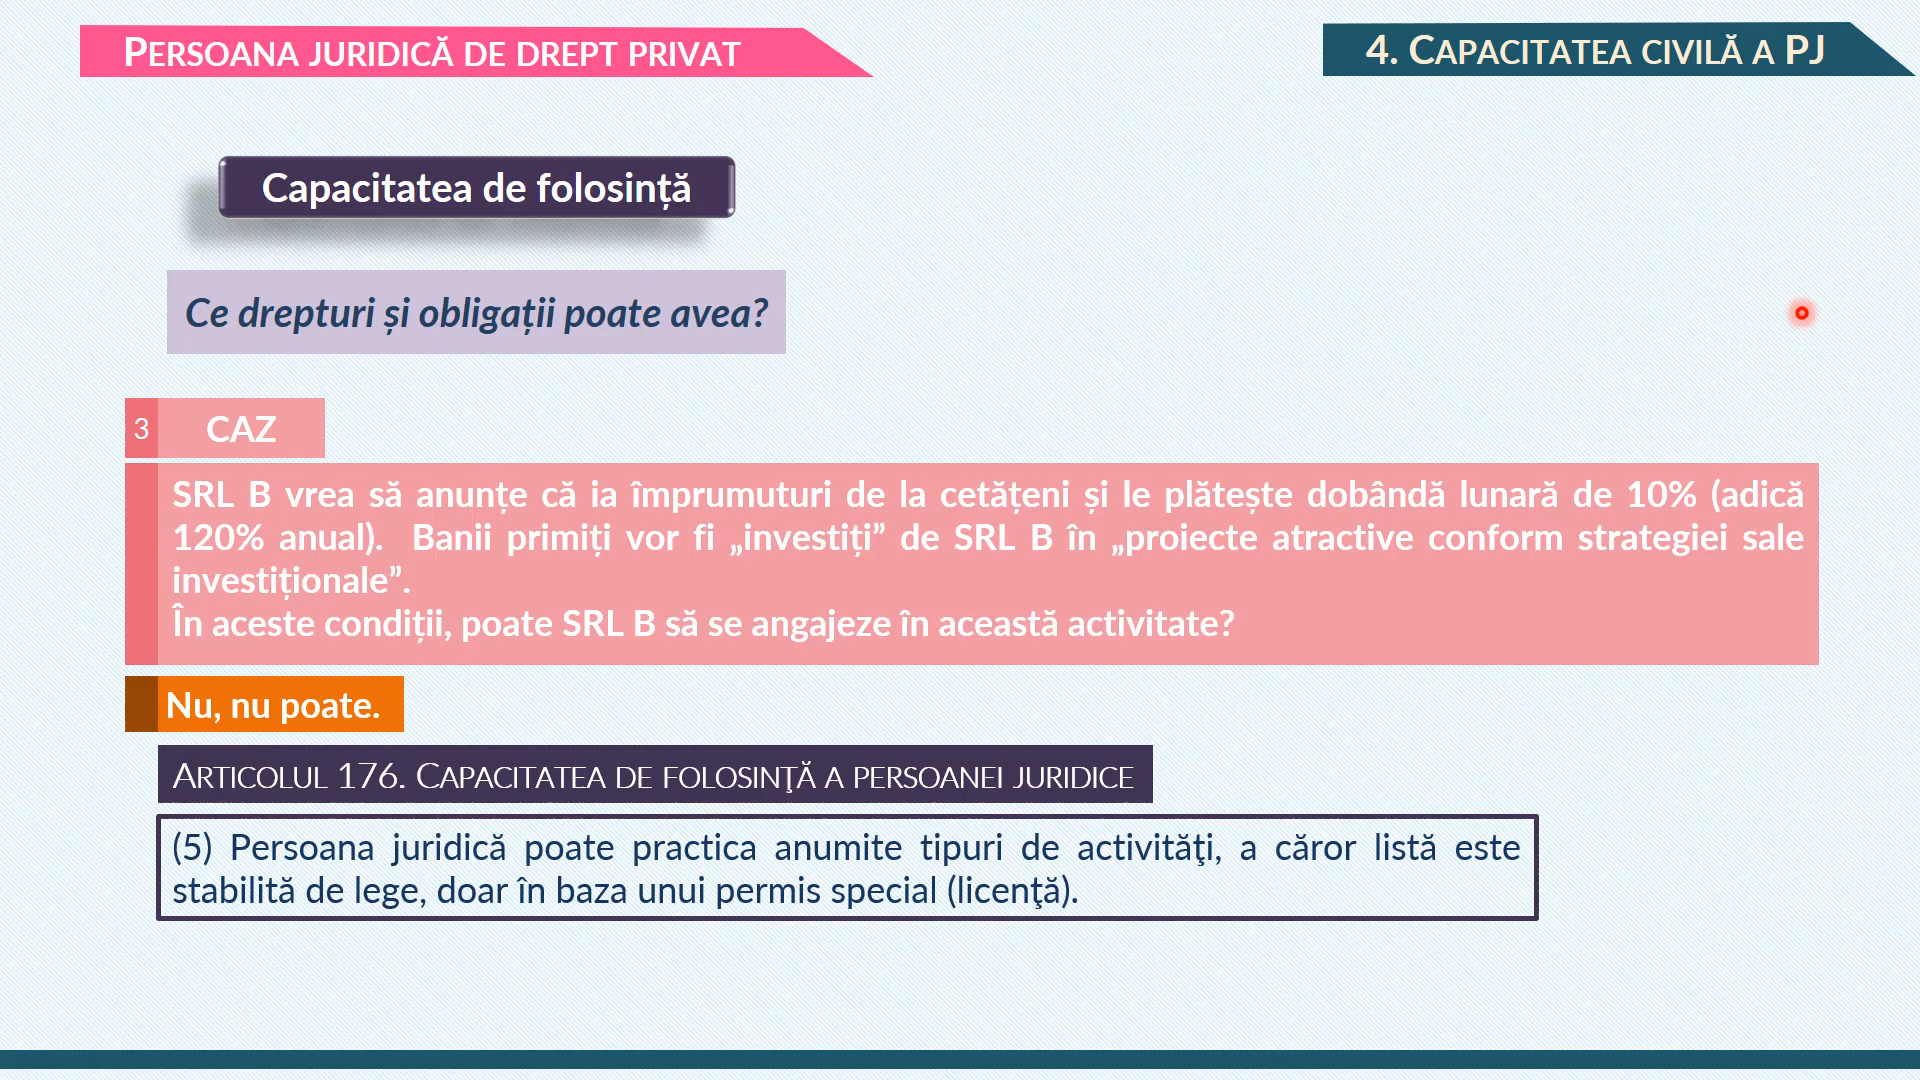 PERSOANA JURIDICĂ DE DREPT PRIVAT
4. CAPACITATEA CIVILĂ A PJ
Capacitatea de folosință
Ce drepturi și obligații poate avea?
3 CAZ
SRL B vrea să anunțe că ia împrumuturi de la cetățeni și le plătește dobândă lunară de 10% (adică
120% anual). Banii primiți vor fi „investiți” de SRL B în „proiecte atractive conform strategiei sale
investiționale”.
În aceste condiții, poate SRL B să se angajeze în această activitate?
Nu, nu poate.
ARTICOLUL 176. CAPACITATEA DE FOLOSINŢĂ A PERSOANEI JURIDICE
(5) Persoana juridică poate practica anumite tipuri de activităţi, a căror listă este
stabilită de lege, doar în baza unui permis special (licenţă).